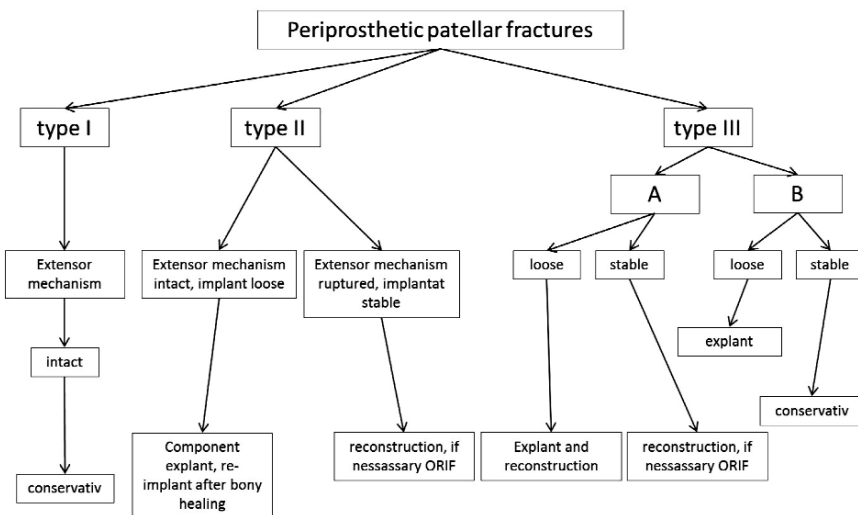 Periprosthetic patellar fractures
type I
type II
type III
A
B
Extensor
mechanism
Extensor mechanism
intact, implant loose
Extensor mechanism
ruptured, implantat
stable
loose
stable
loose
stable
intact
explant
conservativ
Component
explant, re-
implant after bony
healing
reconstruction, if
nessassary ORIF
Explant and
reconstruction
reconstruction, if
nessassary ORIF
conservativ